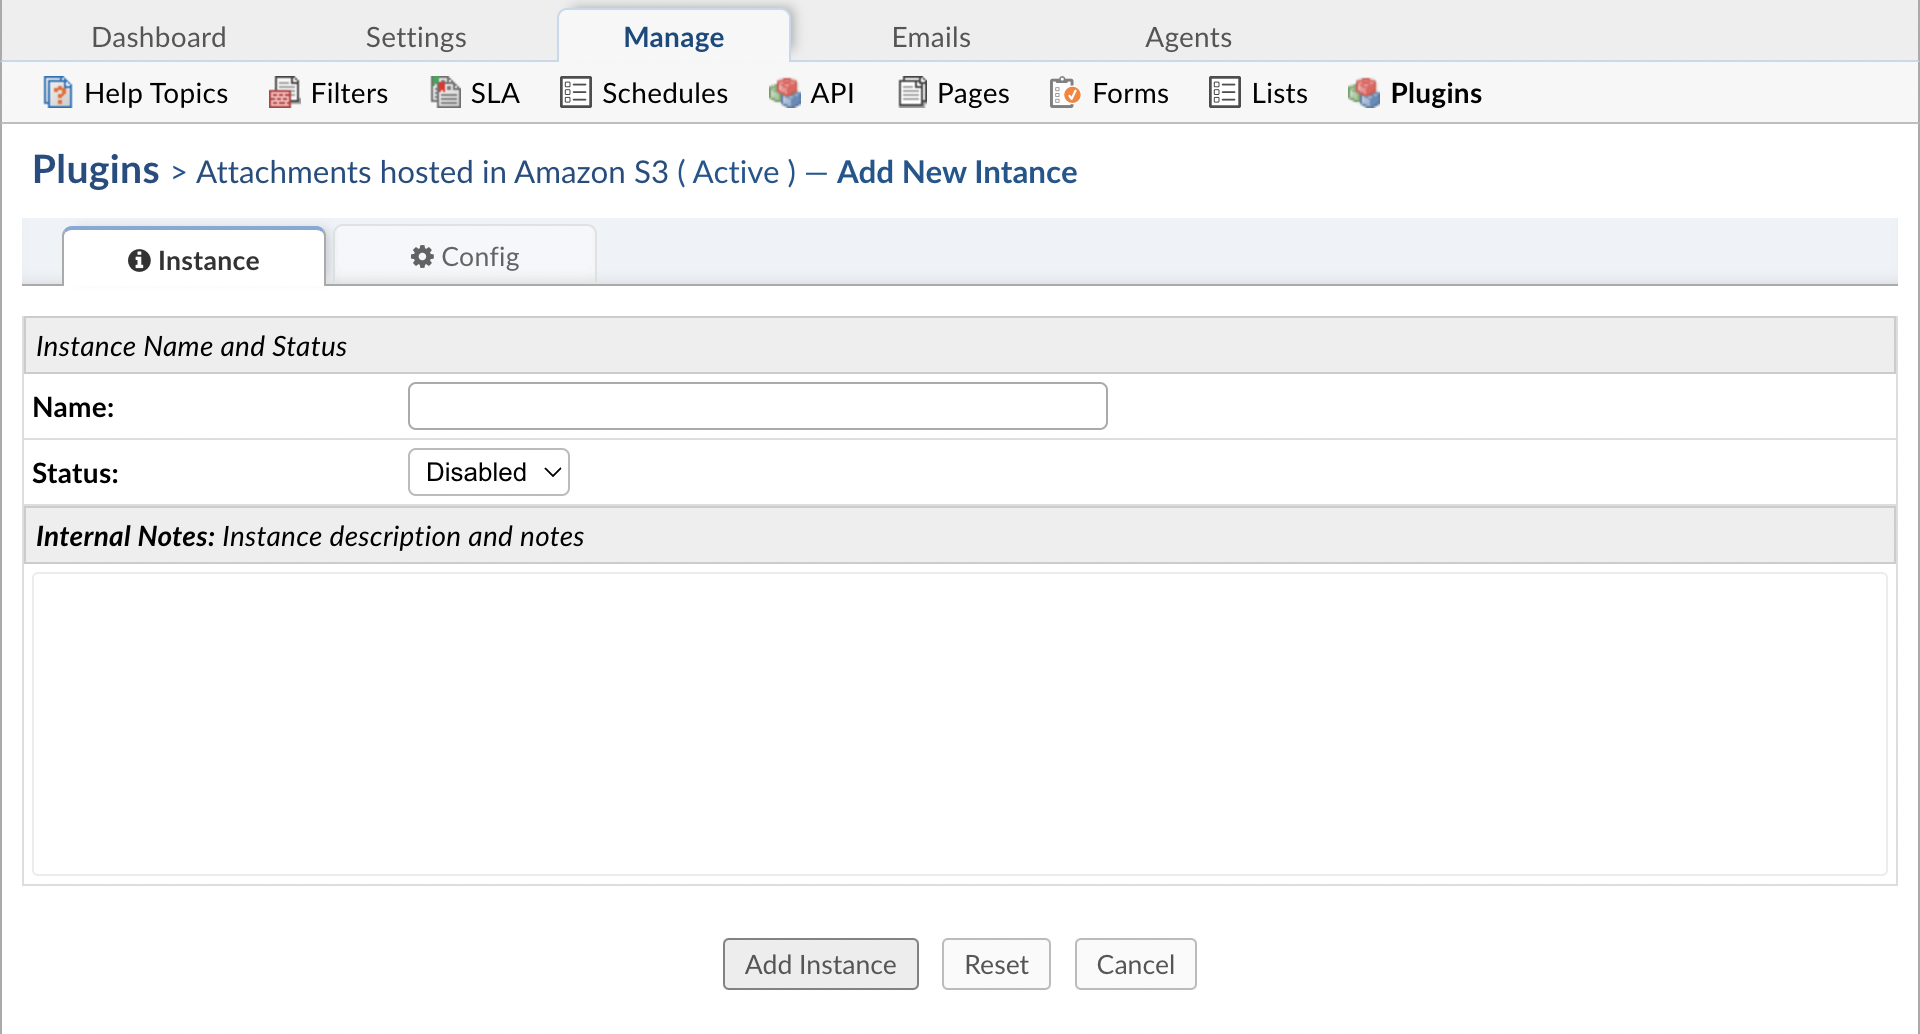 Dashboard Settings Manage Emails Agents
Help Topics Filters SLA Schedules API Pages Forms Lists Plugins
Plugins > Attachments hosted in Amazon S3 ( Active ) — Add New Intance
Instance Config
Instance Name and Status
Name:
Status: Disabled
Internal Notes: Instance description and notes
Add Instance Reset Cancel